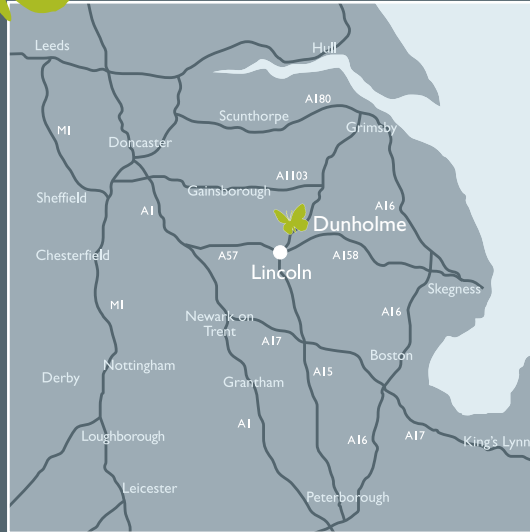 Leeds
Hull
A180
Scunthorpe
Grimsby
M1
Doncaster
A1103
Gainsborough
Sheffield
A1
A16
Dunholme
Chesterfield
A57
A158
Lincoln
Skegness
M1
Newark on
Trent
A16
A17
Boston
Nottingham
A15
Derby
Grantham
A1
A16
A17
Loughborough
King's Lynn
Leicester
Peterborough